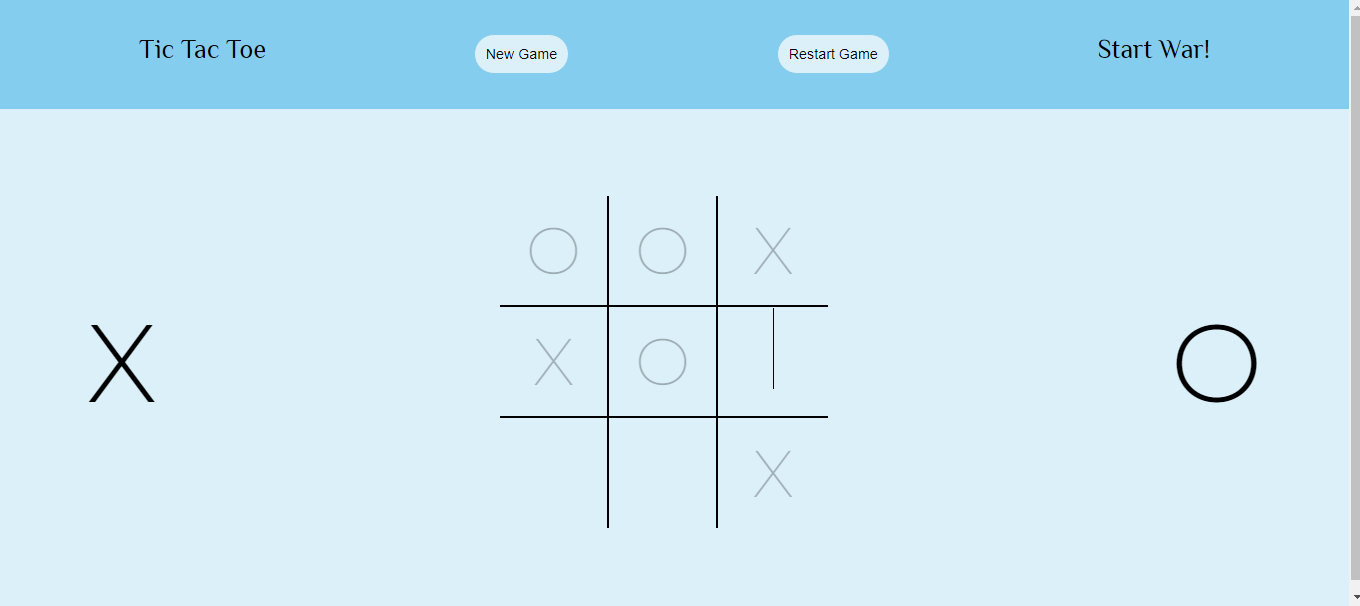 Tic Tac Toe
New Game
Restart Game
Start War!
O O X
X O
X
X
O